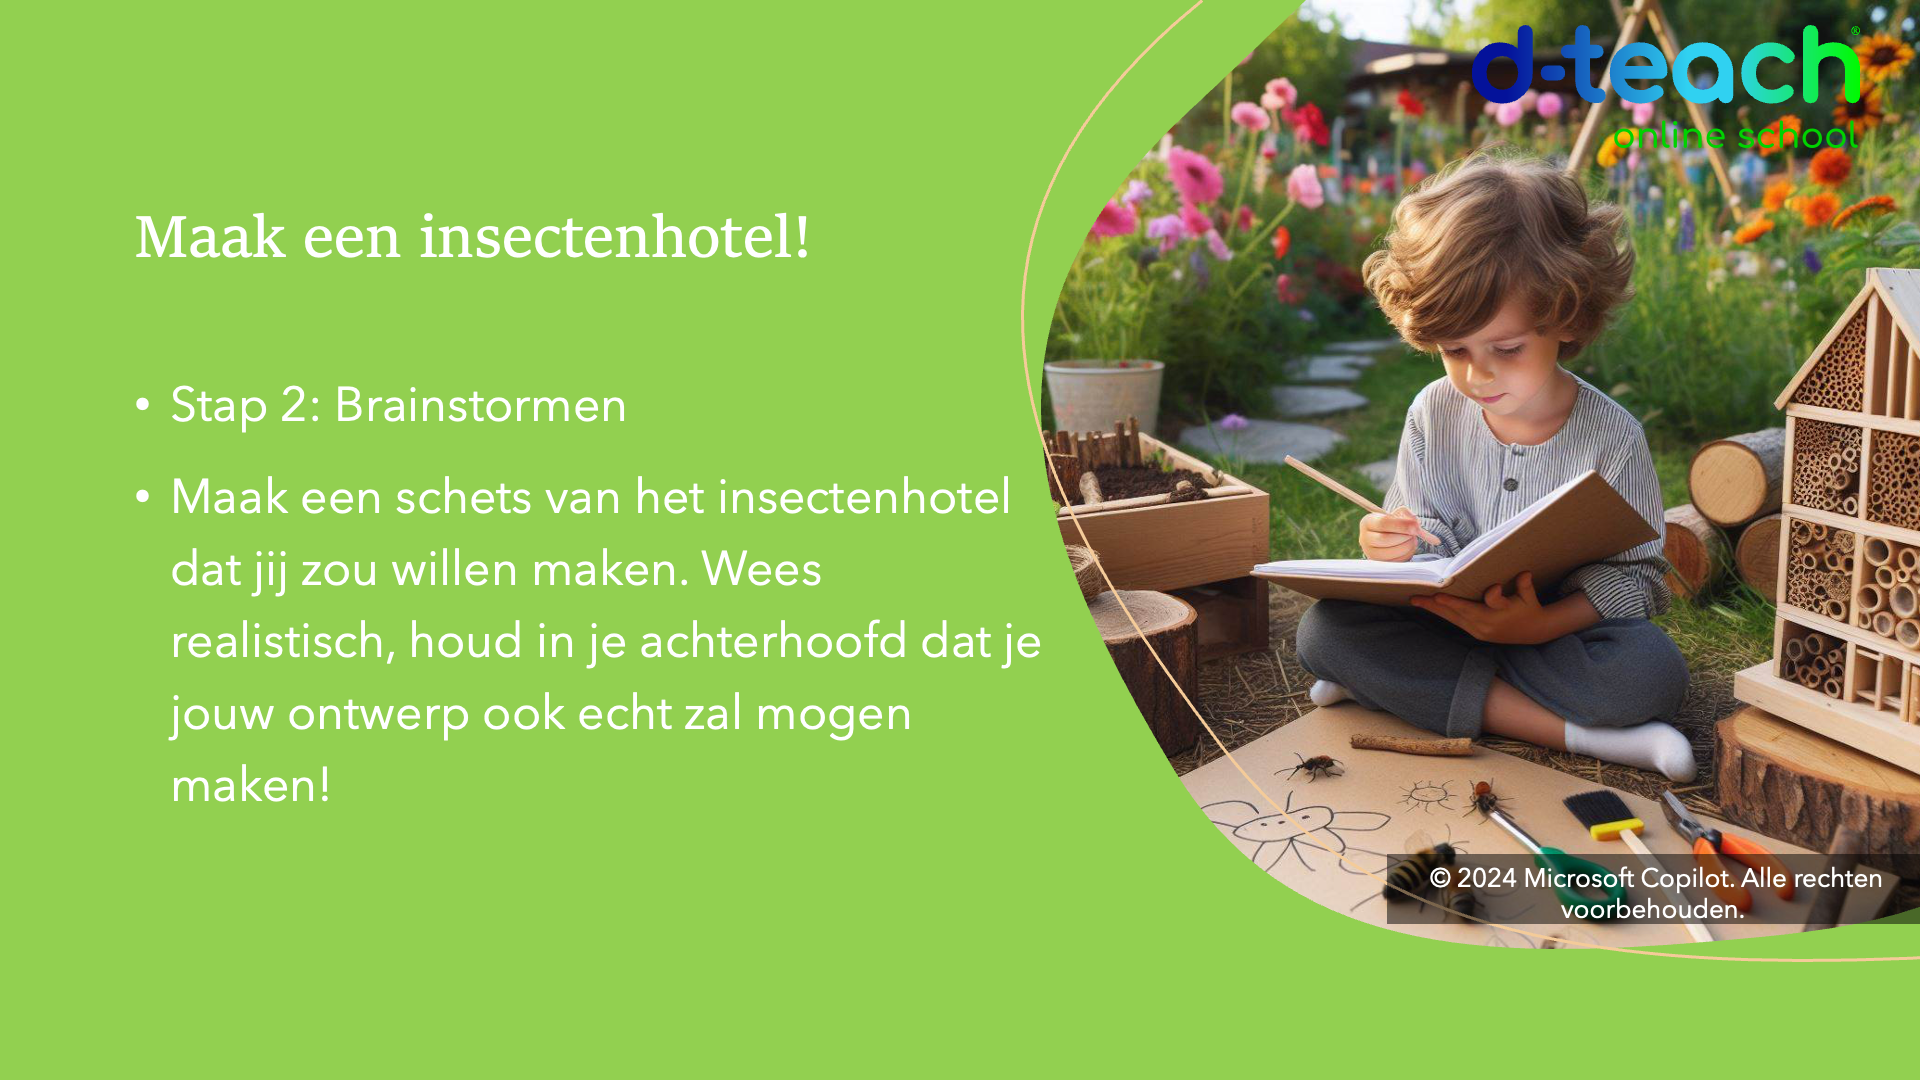 d-teach®
online school
Maak een insectenhotel!
• Stap 2: Brainstormen
• Maak een schets van het insectenhotel
dat jij zou willen maken. Wees
realistisch, houd in je achterhoofd dat je
jouw ontwerp ook echt zal mogen
maken!
© 2024 Microsoft Copilot. Alle rechten
voorbehouden.